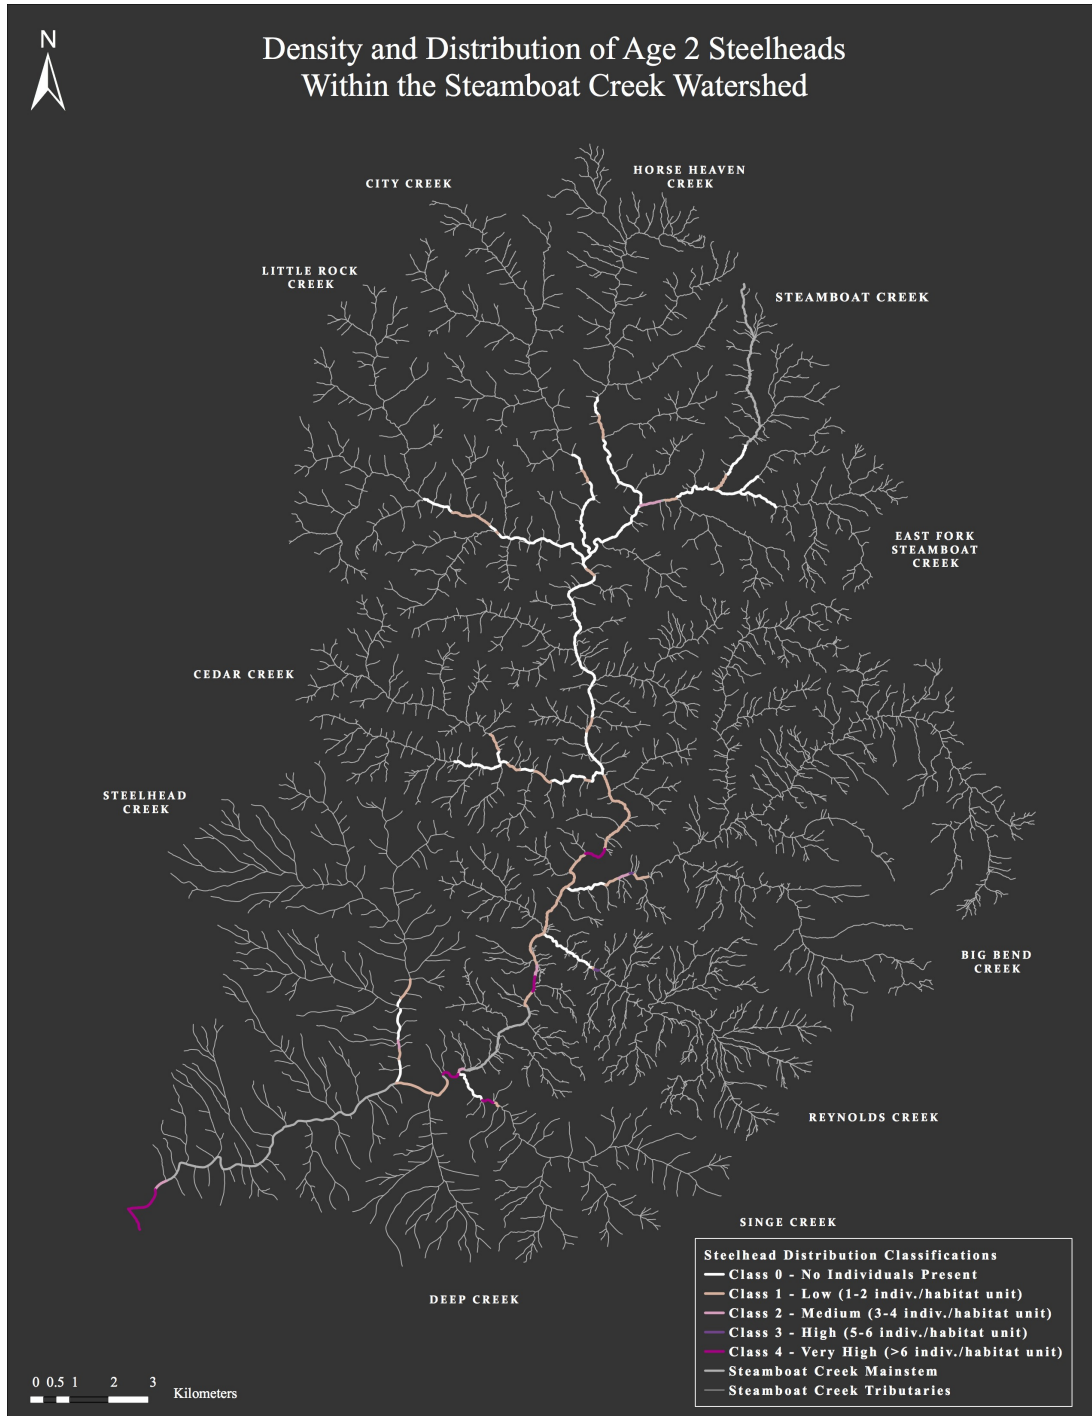 N
Density and Distribution of Age 2 Steelheads
Within the Steamboat Creek Watershed
HORSE HEAVEN
CREEK
CITY CREEK
LITTLE ROCK
CREEK
STEAMBOAT CREEK
EAST FORK
STEAMBOAT
CREEK
CEDAR CREEK
STEELHEAD
CREEK
BIG BEND
CREEK
REYNOLDS CREEK
SINGE CREEK
DEEP CREEK
Steelhead Distribution Classifications
Class 0 - No Individuals Present
Class 1 - Low (1-2 indiv./habitat unit)
Class 2 - Medium (3-4 indiv./habitat unit)
Class 3 - High (5-6 indiv./habitat unit)
Class 4 - Very High (>6 indiv./habitat unit)
Steamboat Creek Mainstem
Steamboat Creek Tributaries
0 0.5 1 2 3
Kilometers